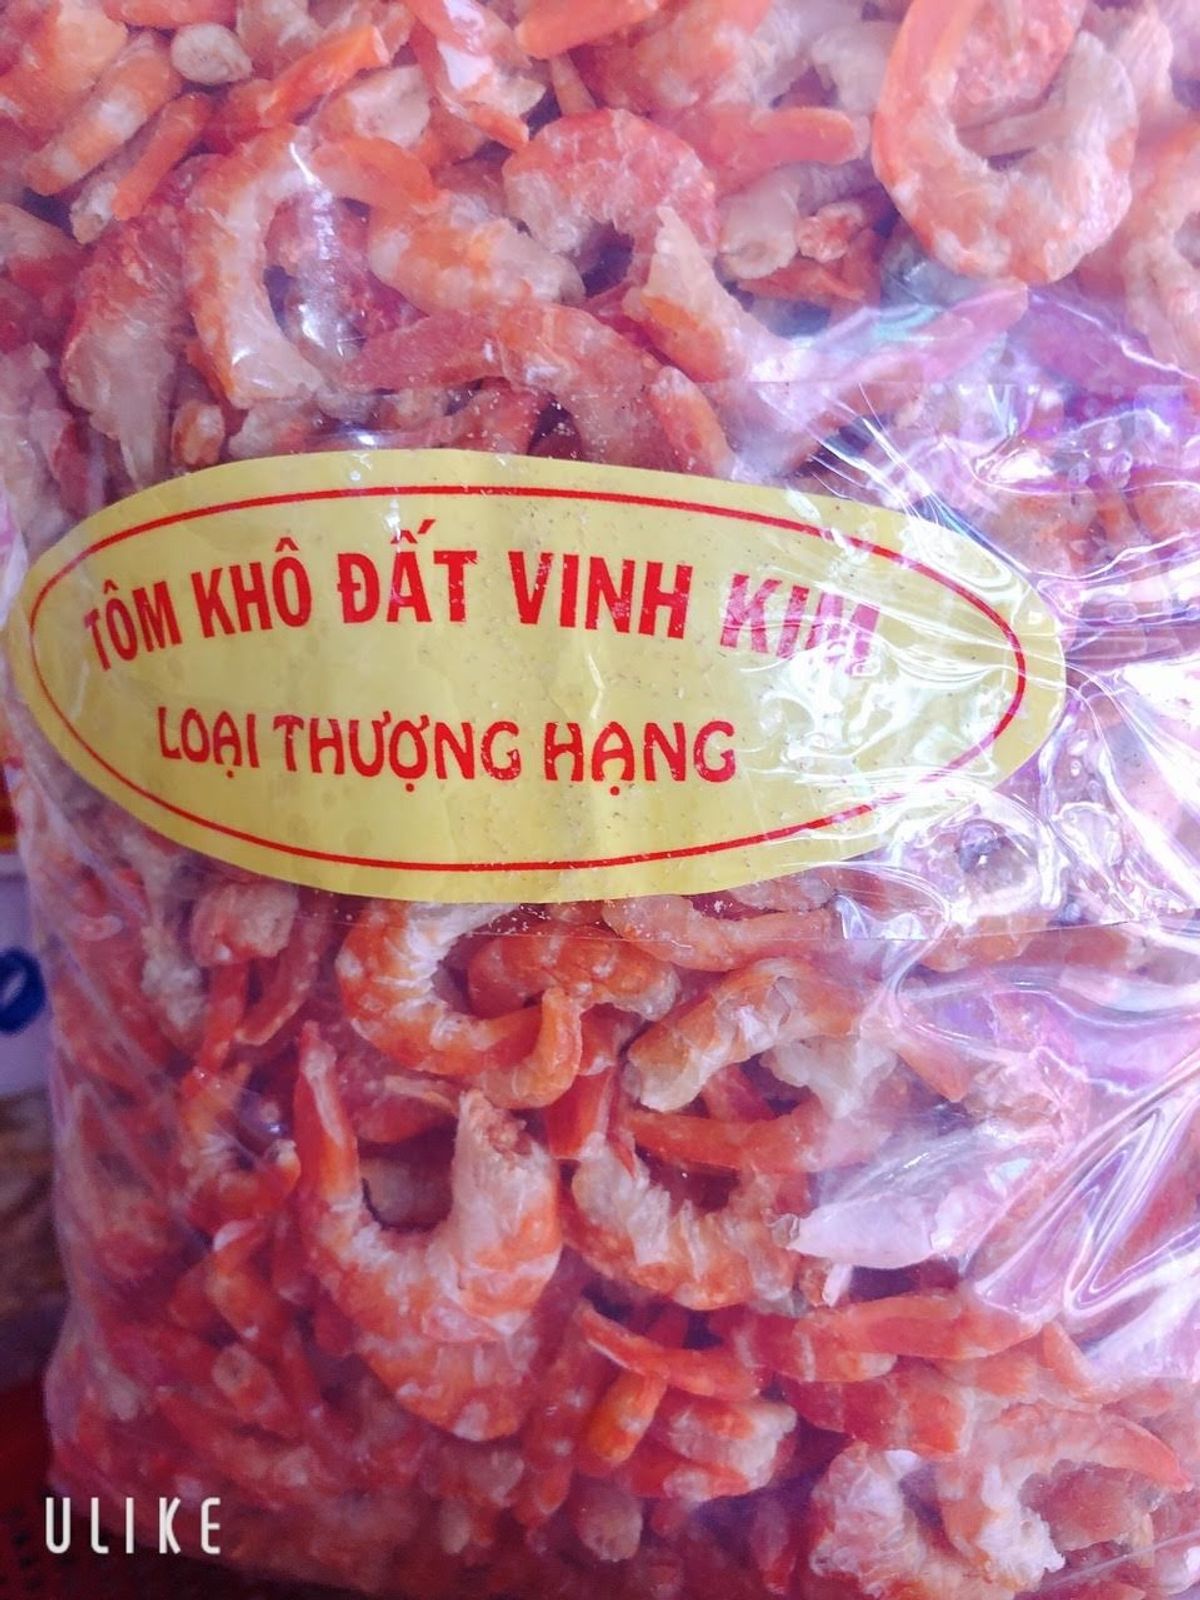 TÔM KHÔ ĐẤT VINH KIM
LOẠI THƯỢNG HẠNG
ULIKE